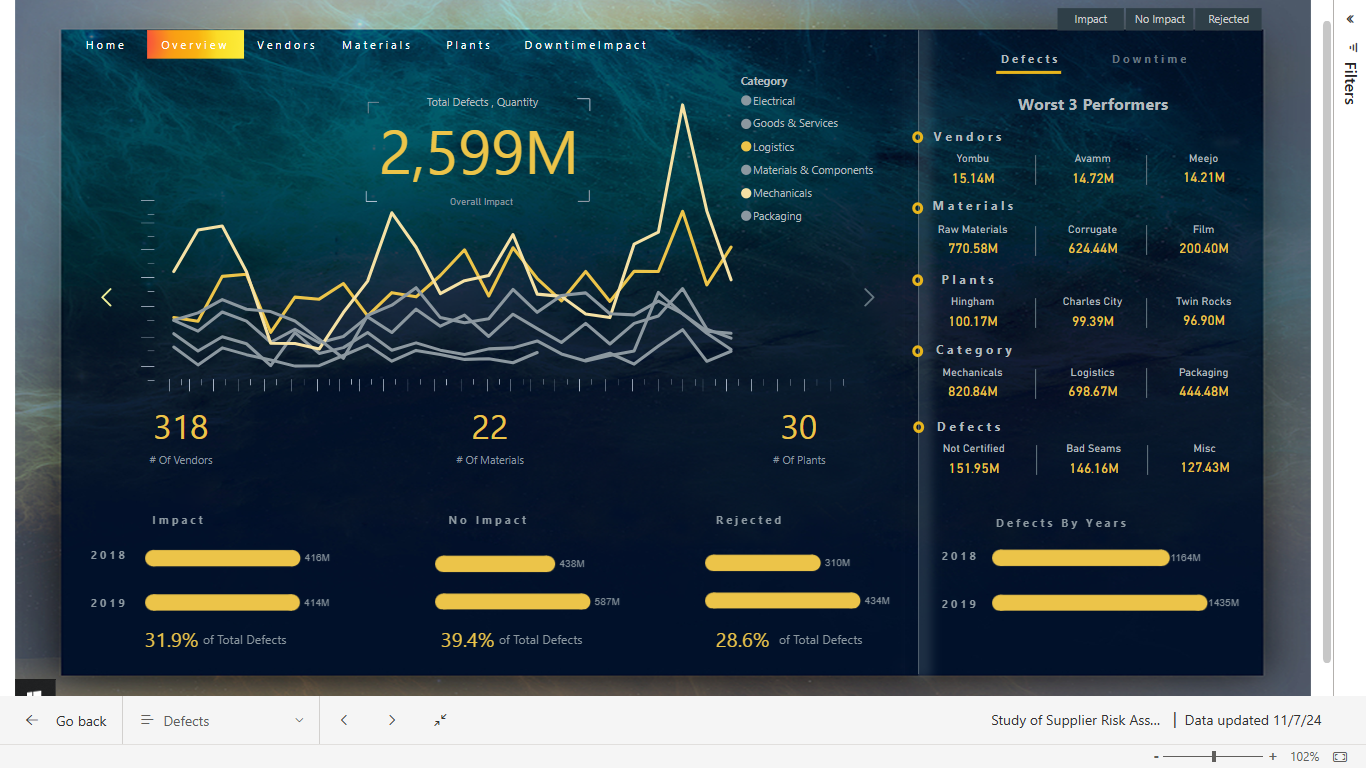 Impact No Impact Rejected
Home Overview Vendors Materials Plants DowntimeImpact
Total Defects , Quantity
2,599M
Overall Impact
Category
Electrical
Goods & Services
Logistics
Materials & Components
Mechanicals
Packaging
318
# Of Vendors
22
# Of Materials
30
# Of Plants
Impact
2018 416M
2019 414M
31.9% of Total Defects
No Impact
438M
587M
39.4% of Total Defects
Rejected
310M
434M
28.6% of Total Defects
Defects Downtime
Worst 3 Performers
Vendors
Yombu Avamm Meejo
15.14M 14.72M 14.21M
Materials
Raw Materials Corrugate Film
770.58M 624.44M 200.40M
Plants
Hingham Charles City Twin Rocks
100.17M 99.39M 96.90M
Category
Mechanicals Logistics Packaging
820.84M 698.67M 444.48M
Defects
Not Certified Bad Seams Misc
151.95M 146.16M 127.43M
Defects By Years
2018 1164M
2019 1435M
Filters
Go back Defects Study of Supplier Risk Ass... | Data updated 11/7/24
- + 102%